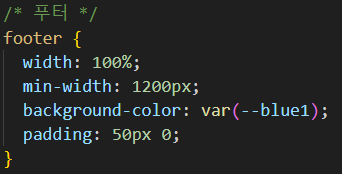 /* 푸터 */
footer {
  width: 100%;
  min-width: 1200px;
  background-color: var(--blue1);
  padding: 50px 0;
}